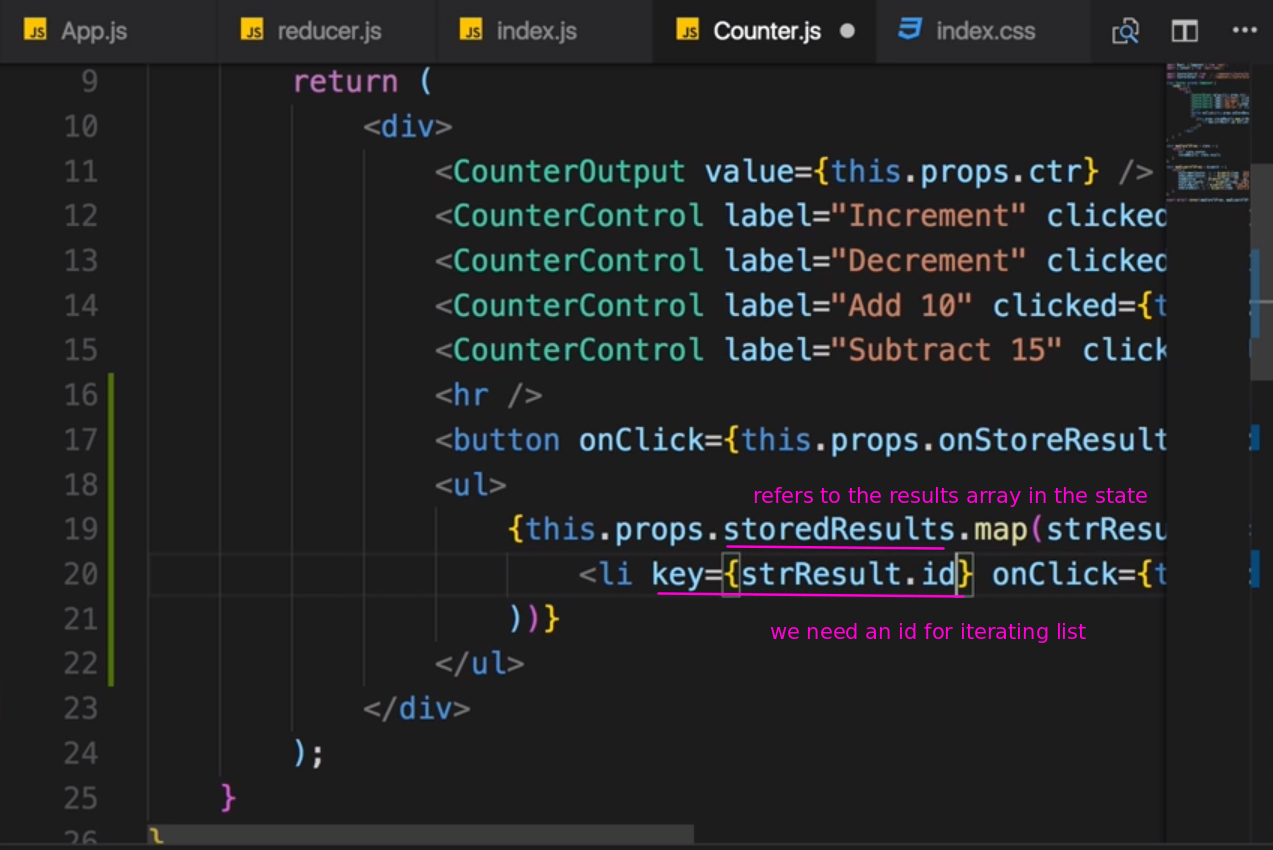 JS App.js JS reducer.js JS index.js JS Counter.js index.css
9 return (
10 <div>
11 <CounterOutput value={this.props.ctr} />
12 <CounterControl label="Increment" clicked
13 <CounterControl label="Decrement" clicked
14 <CounterControl label="Add 10" clicked={t
15 <CounterControl label="Subtract 15" click
16 <hr />
17 <button onClick={this.props.onStoreResult
18 <ul>
refers to the results array in the state
19 {this.props.storedResults.map(strResu
20 <li key={strResult.id} onClick={t
21 ))}
we need an id for iterating list
22 </ul>
23 </div>
24 );
25 }
26 }